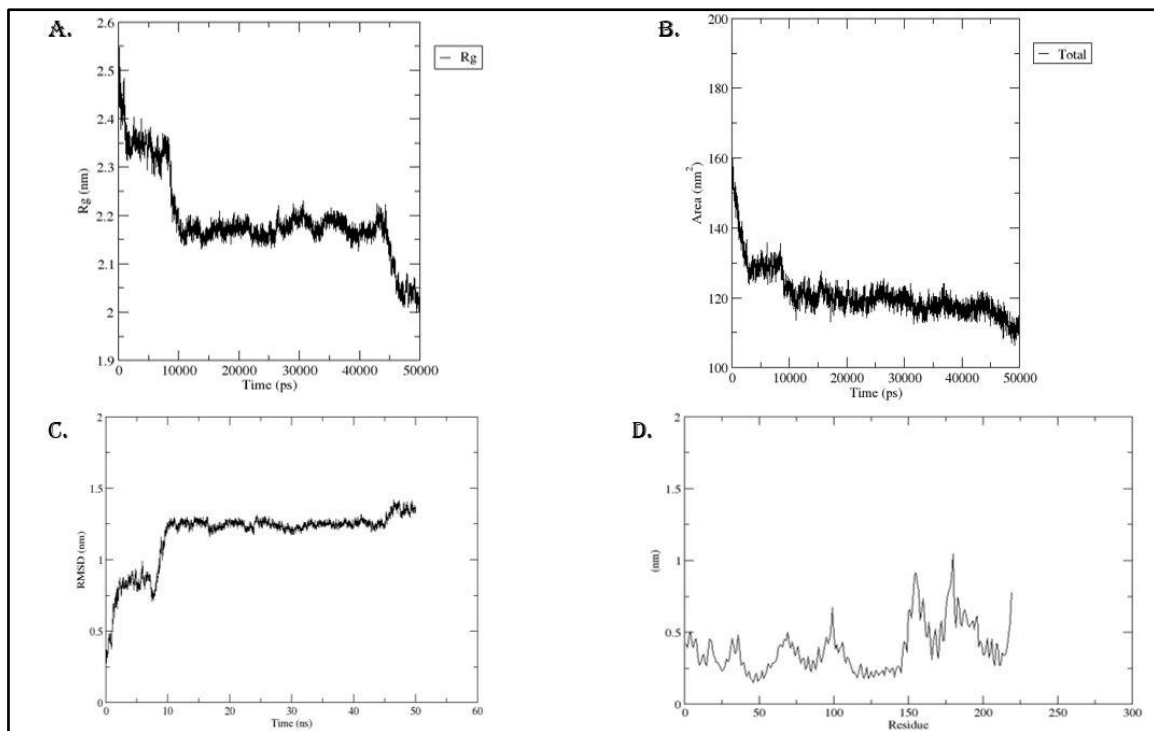 A.
2.6
2.5
2.4
2.3
2.2
2.1
2
1.9
Rg (nm)
0 10000 20000 30000 40000 50000
Time (ps)
Rg
B.
200
180
160
140
120
100
Area (nm²)
0 10000 20000 30000 40000 50000
Time (ps)
Total
C.
2
1.5
1
0.5
0
RMSD (nm)
0 10 20 30 40 50 60
Time (ns)
D.
2
1.5
1
0.5
0
(nm)
0 50 100 150 200 250 300
Residue